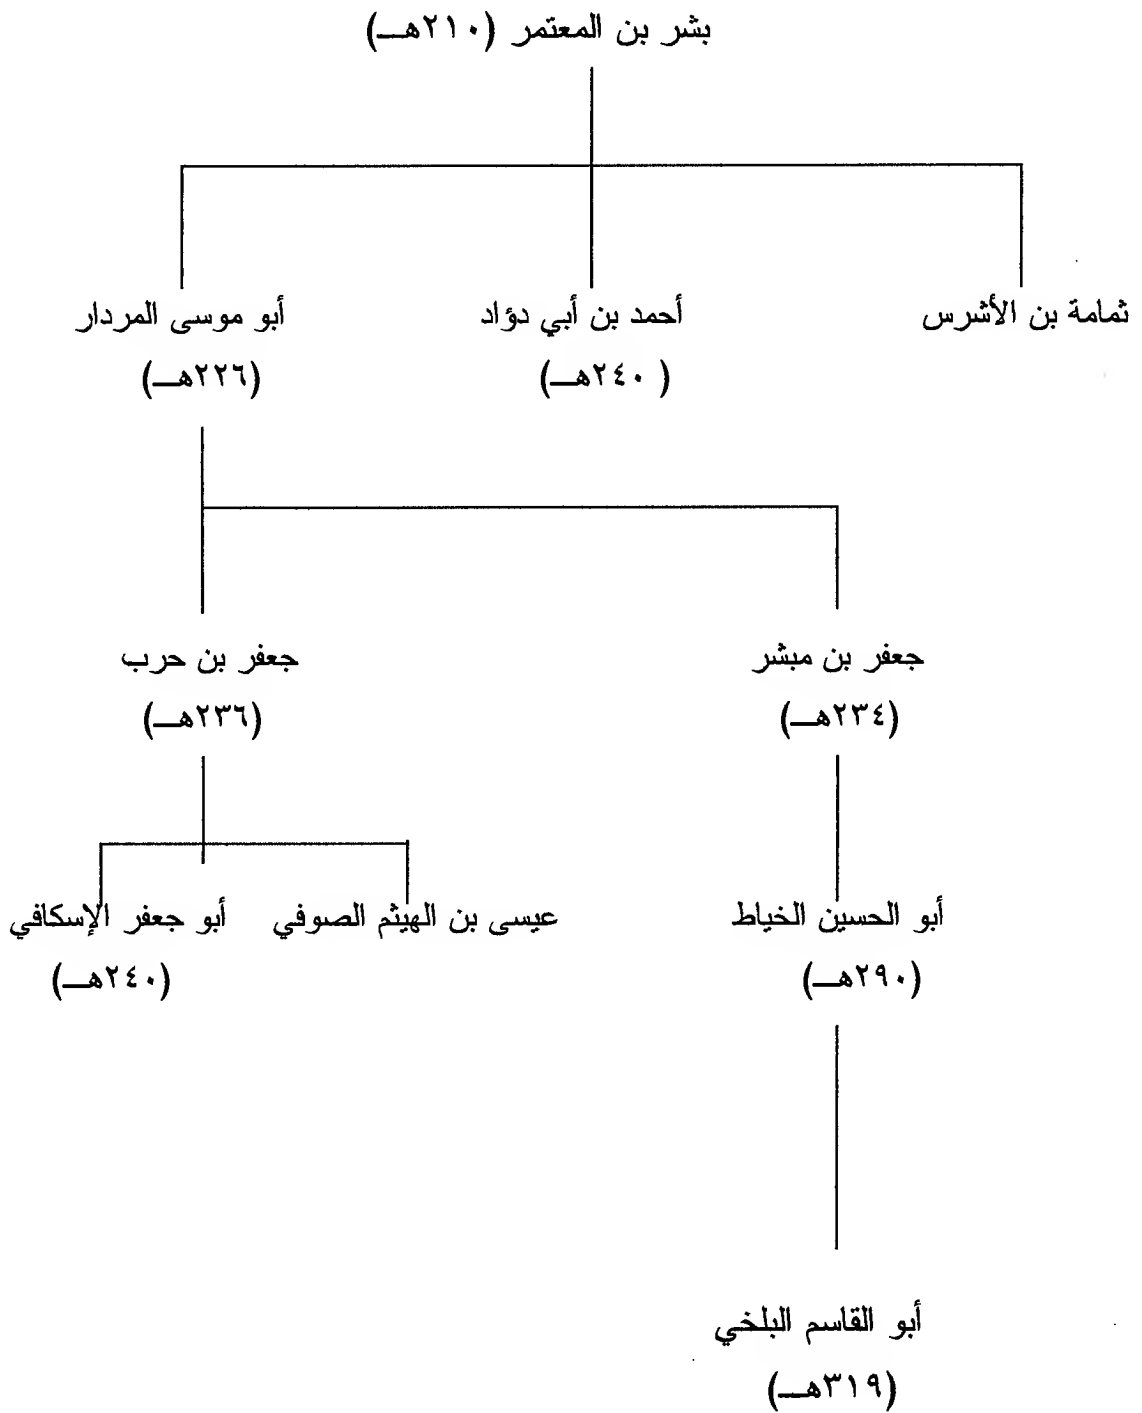 بشر بن المعتمر (٢١٠هـ)
ثمامة بن الأشرس
أحمد بن أبي دؤاد
( ٢٤٠هـ)
أبو موسى المردار
(٢٢٦هـ)
جعفر بن مبشر
(٢٣٤هـ)
جعفر بن حرب
(٢٣٦هـ)
أبو الحسين الخياط
(٢٩٠هـ)
عيسى بن الهيثم الصوفي
أبو جعفر الإسكافي
(٢٤٠هـ)
أبو القاسم البلخي
(٣١٩هـ)